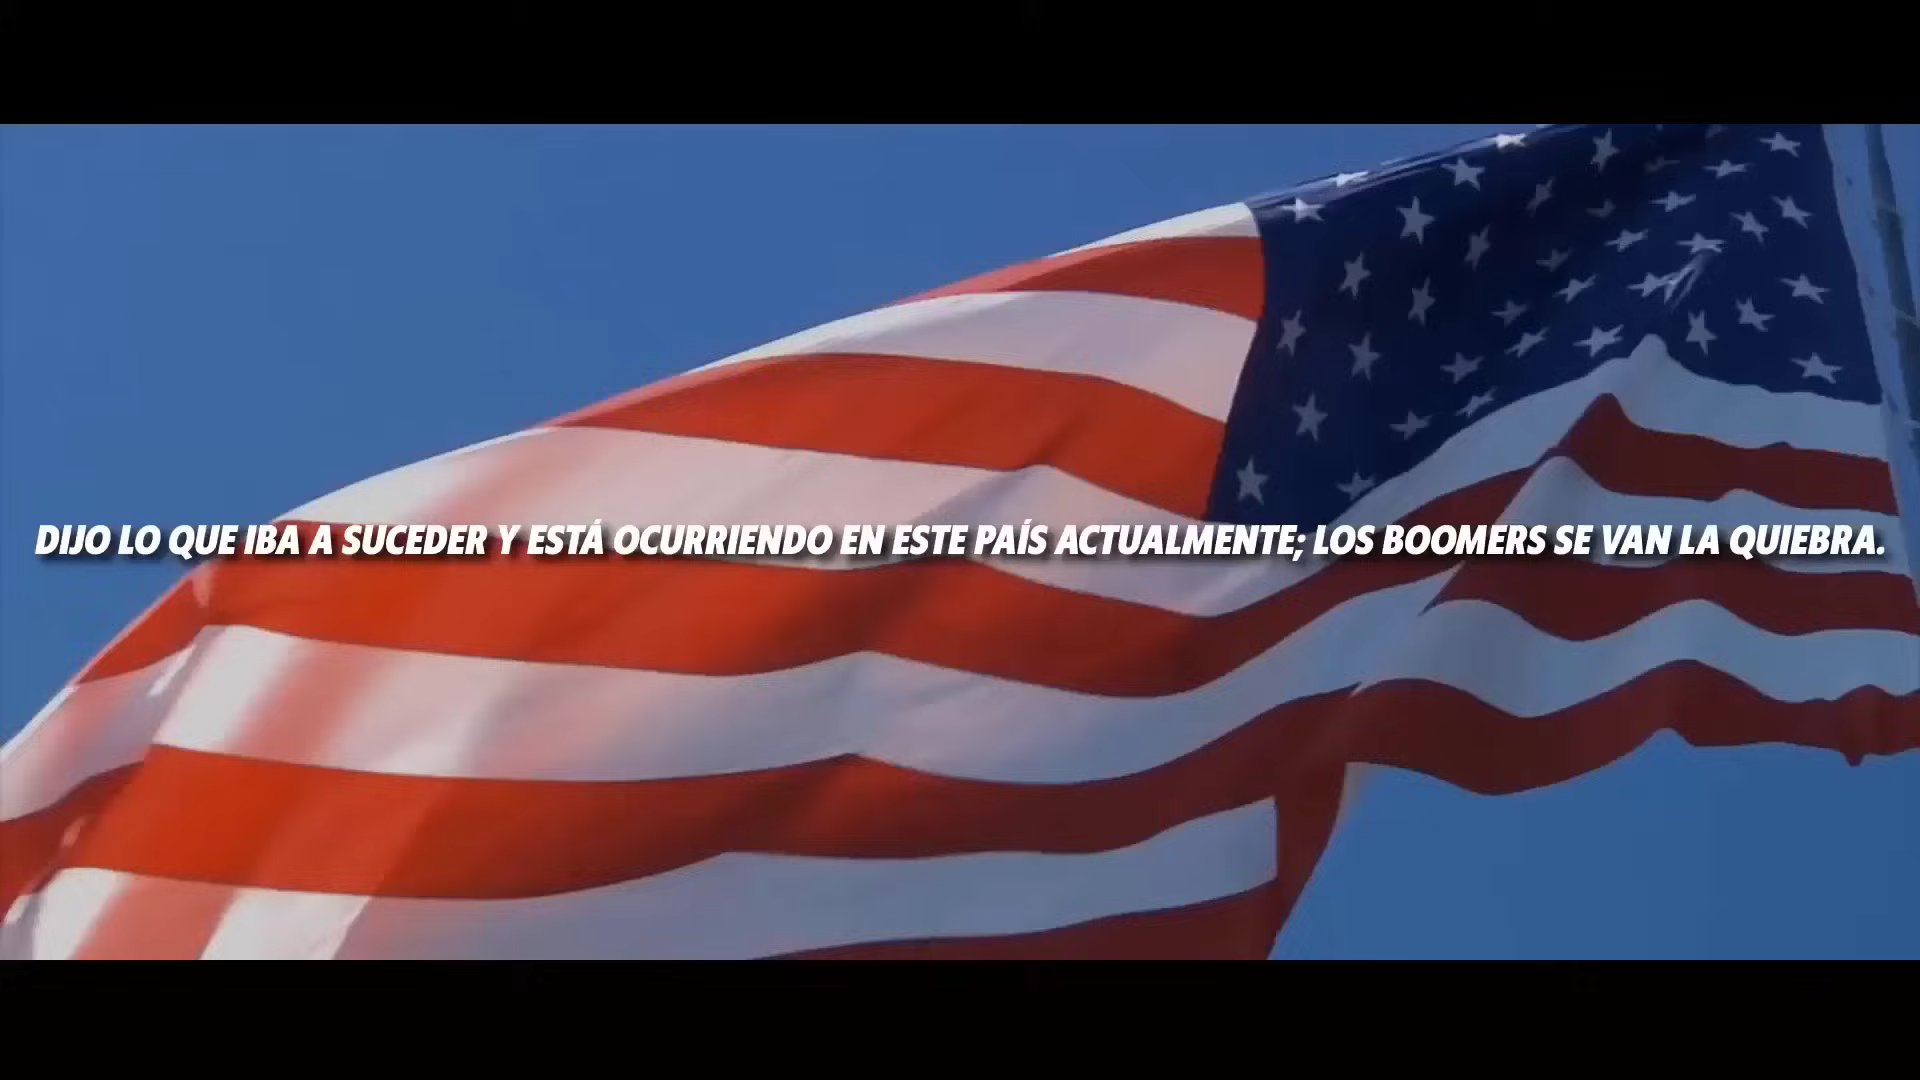 DIJO LO QUE IBA A SUCEDER Y ESTÁ OCURRIENDO EN ESTE PAÍS ACTUALMENTE; LOS BOOMERS SE VAN LA QUIEBRA.